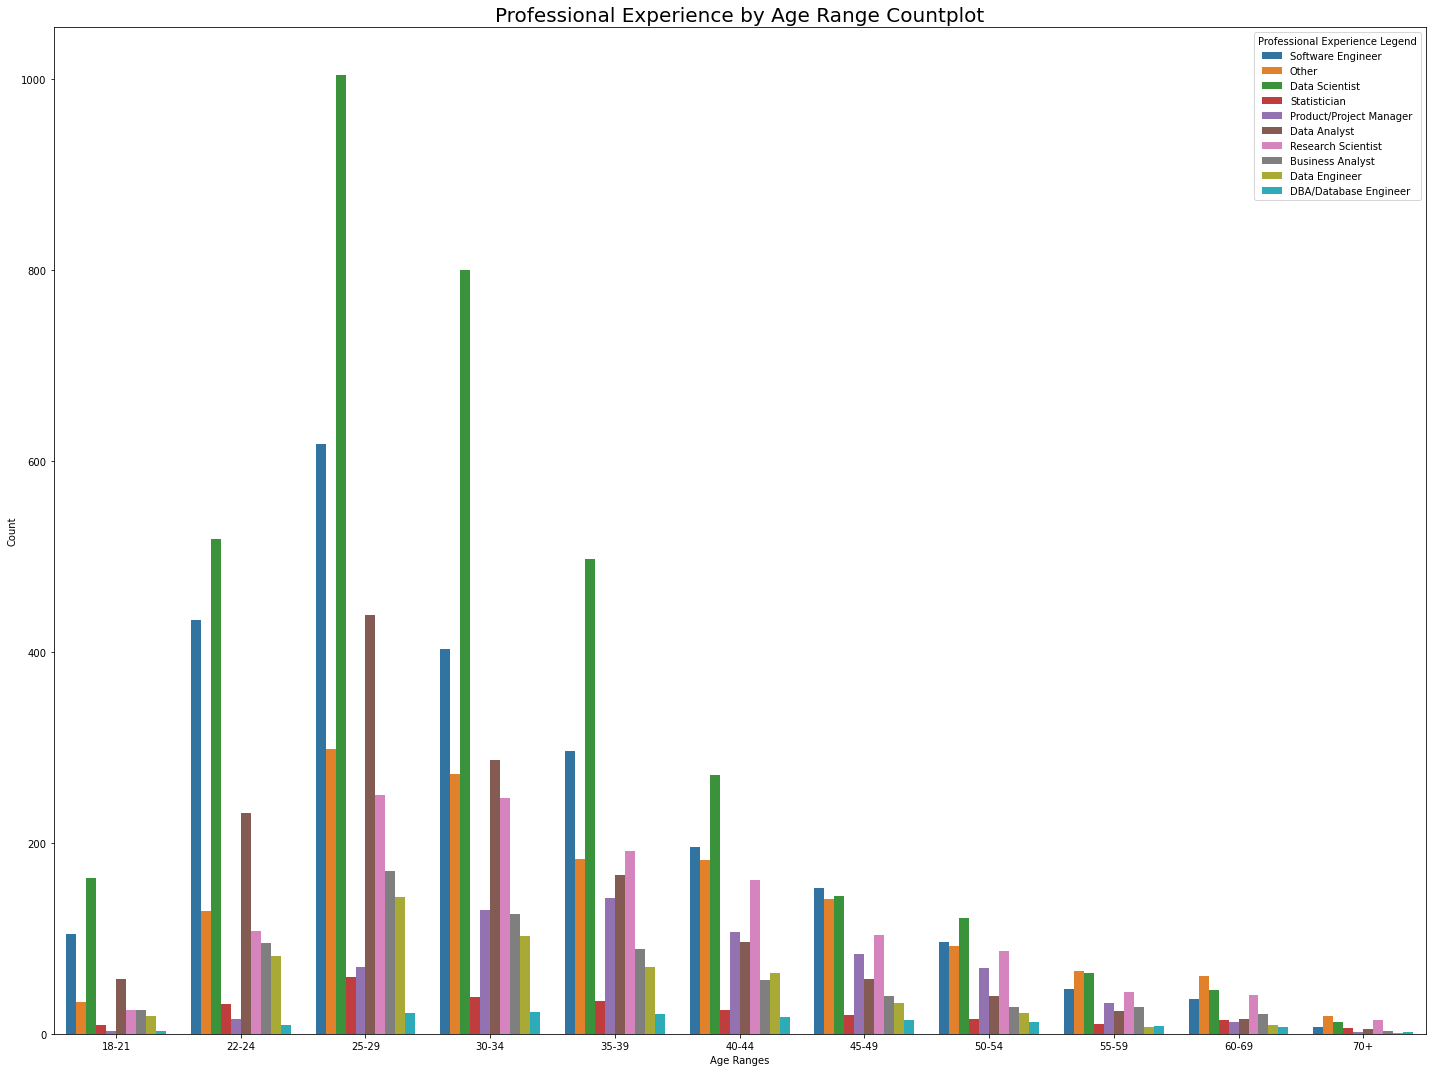 Professional Experience by Age Range Countplot
Professional Experience Legend
Software Engineer
Other
Data Scientist
Statistician
Product/Project Manager
Data Analyst
Research Scientist
Business Analyst
Data Engineer
DBA/Database Engineer
Count
1000
800
600
400
200
0
18-21 22-24 25-29 30-34 35-39 40-44 45-49 50-54 55-59 60-69 70+
Age Ranges